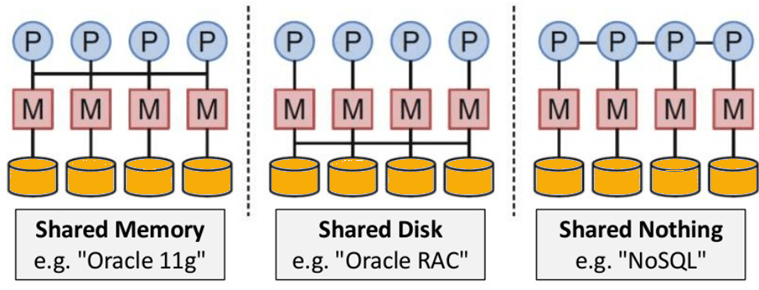 P P P P P P P P P P P P
M M M M M M M M M M M M
Shared Memory Shared Disk Shared Nothing
e.g. "Oracle 11g" e.g. "Oracle RAC" e.g. "NoSQL"